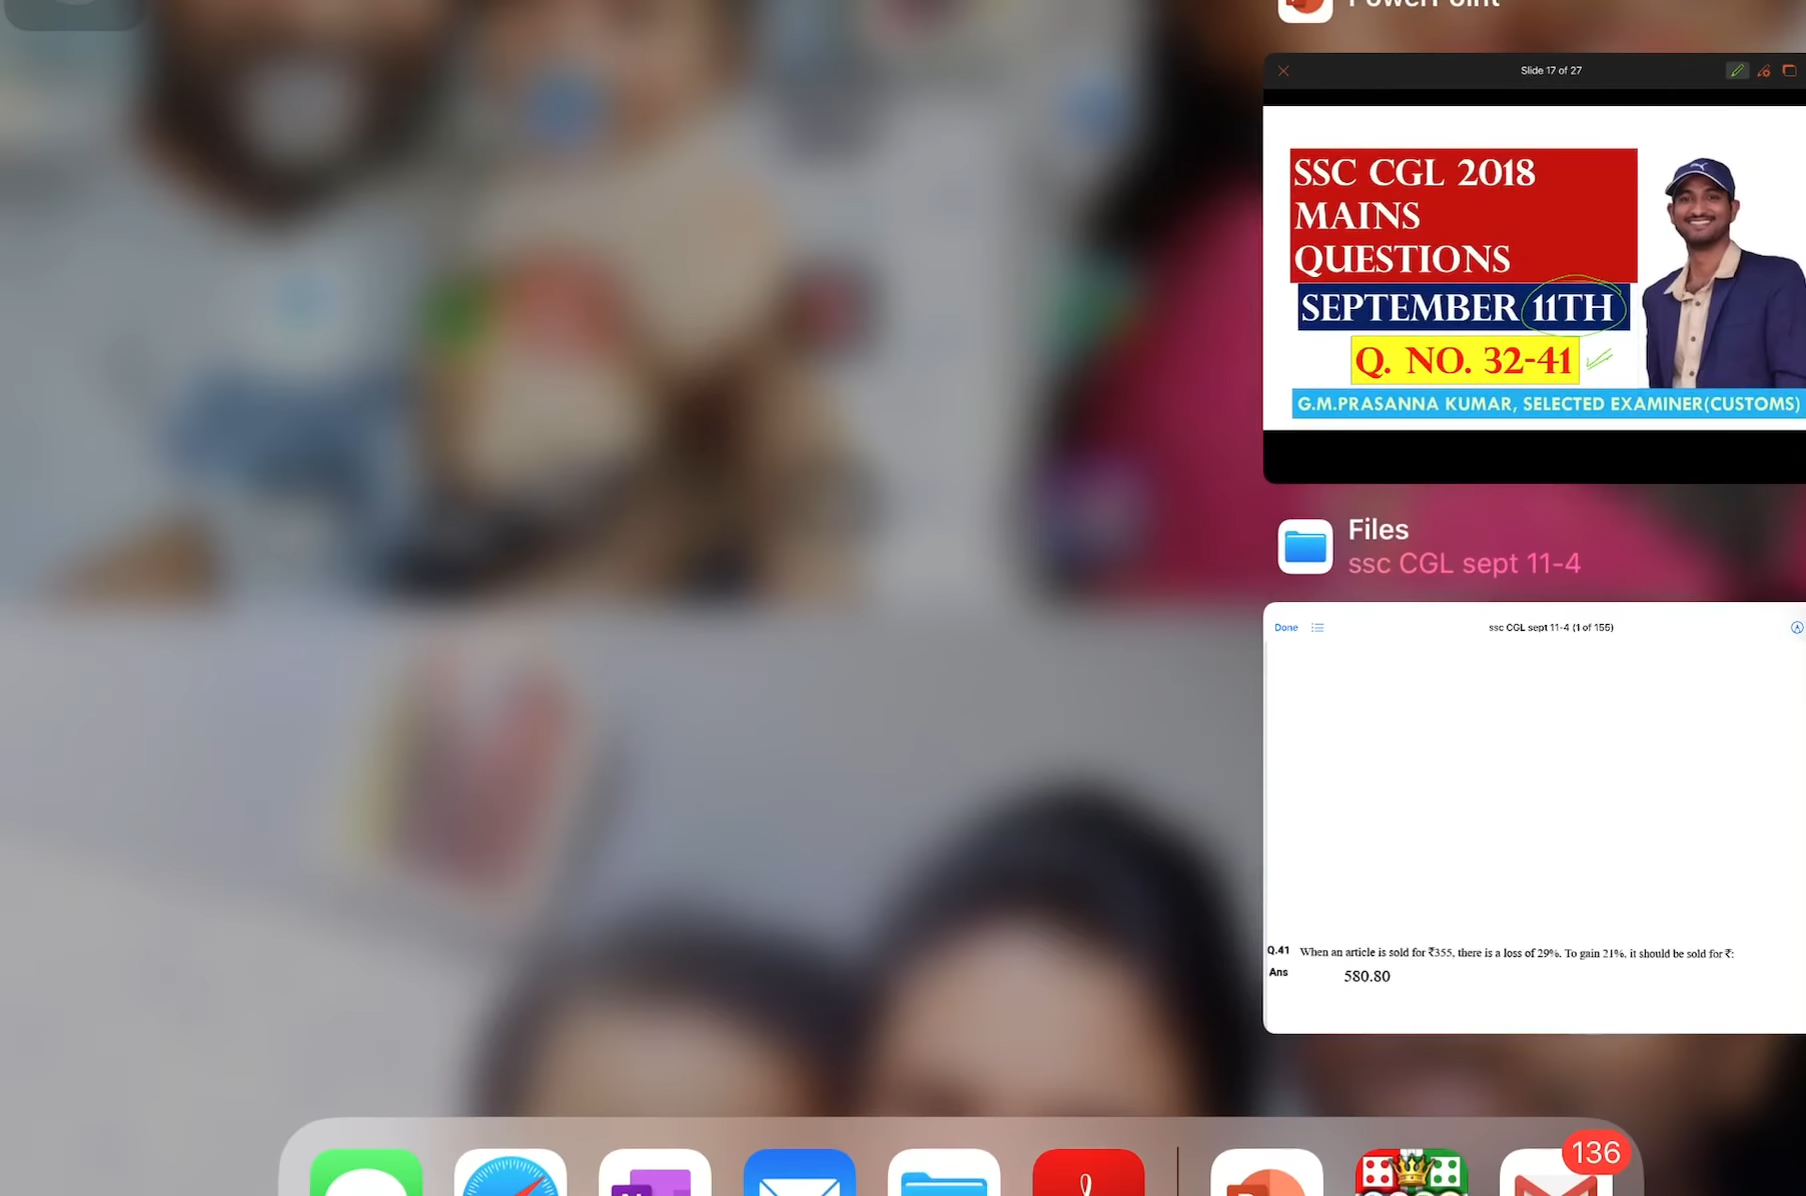 PowerPoint
Slide 17 of 27
SSC CGL 2018
MAINS
QUESTIONS
SEPTEMBER 11TH
Q. NO. 32-41
G.M.PRASANNA KUMAR, SELECTED EXAMINER(CUSTOMS)
Files
ssc CGL sept 11-4
Done
ssc CGL sept 11-4 (1 of 155)
Q.41 When an article is sold for ₹355, there is a loss of 29%. To gain 21%, it should be sold for ₹:
Ans 580.80
136